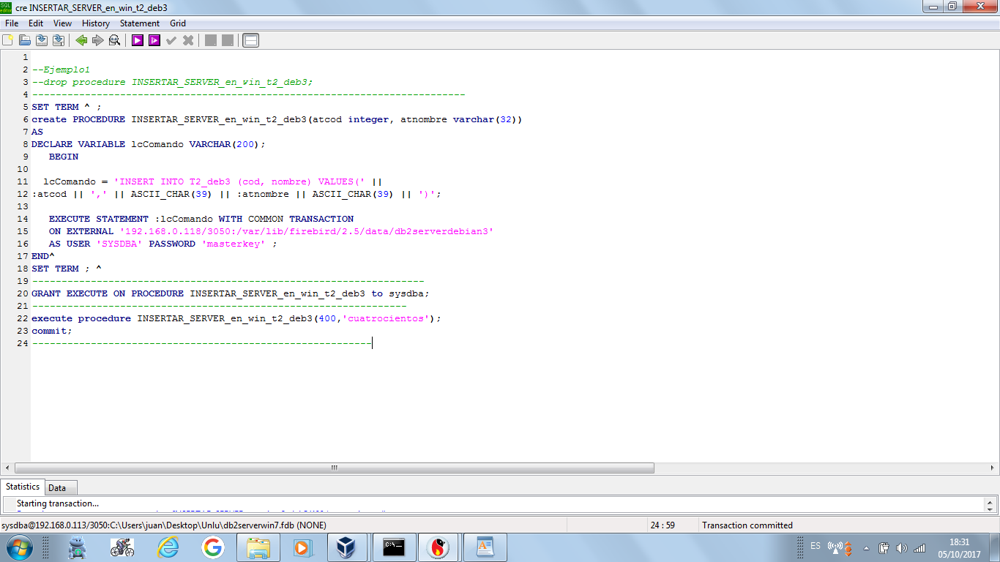 SQL
editor
cre INSERTAR_SERVER_en_win_t2_deb3
File Edit View History Statement Grid
1
2 --Ejemplo1
3 --drop procedure INSERTAR_SERVER_en_win_t2_deb3;
4 --------------------------------------------------------------------------
5 SET TERM ^ ;
6 create PROCEDURE INSERTAR_SERVER_en_win_t2_deb3(atcod integer, atnombre varchar(32))
7 AS
8 DECLARE VARIABLE lcComando VARCHAR(200);
9 BEGIN
10
11 lcComando = 'INSERT INTO T2_deb3 (cod, nombre) VALUES(' ||
12 :atcod || ',' || ASCII_CHAR(39) || :atnombre || ASCII_CHAR(39) || ')';
13
14 EXECUTE STATEMENT :lcComando WITH COMMON TRANSACTION
15 ON EXTERNAL '192.168.0.118/3050:/var/lib/firebird/2.5/data/db2serverdebian3'
16 AS USER 'SYSDBA' PASSWORD 'masterkey' ;
17 END^
18 SET TERM ; ^
19 -------------------------------------------------------------------
20 GRANT EXECUTE ON PROCEDURE INSERTAR_SERVER_en_win_t2_deb3 to sysdba;
21 ----------------------------------------------------------------
22 execute procedure INSERTAR_SERVER_en_win_t2_deb3(400,'cuatrocientos');
23 commit;
24 ----------------------------------------------------------
Statistics Data
Starting transaction...
sysdba@192.168.0.113/3050:C:\Users\juan\Desktop\Unlu\db2serverwin7.fdb (NONE) 24 : 59 Transaction committed
C:\.
ES
18:31
05/10/2017